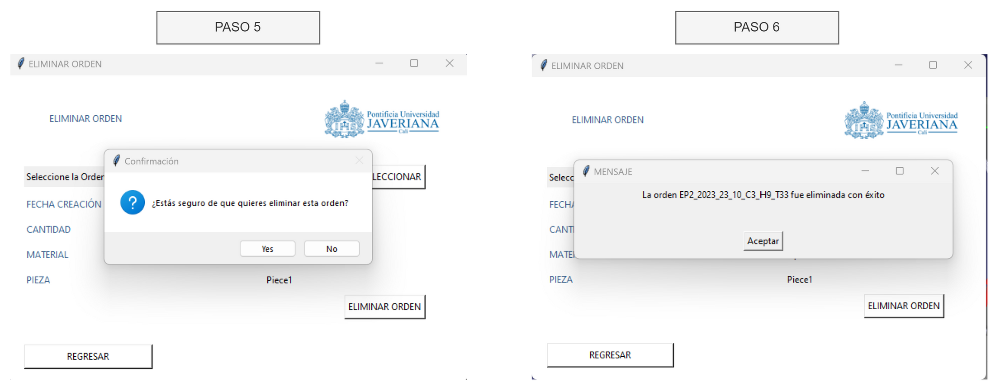 PASO 5
ELIMINAR ORDEN
ELIMINAR ORDEN
Pontificia Universidad
JAVERIANA
Cali
Confirmación
Seleccione la Orden
LECCIONAR
¿Estás seguro de que quieres eliminar esta orden?
FECHA CREACIÓN
CANTIDAD
Yes
No
MATERIAL
PIEZA
Piece1
ELIMINAR ORDEN
REGRESAR
PASO 6
ELIMINAR ORDEN
ELIMINAR ORDEN
Pontificia Universidad
JAVERIANA
Cali
MENSAJE
Selecc
La orden EP2_2023_23_10_C3_H9_T33 fue eliminada con éxito
FECHA
CANTI
Aceptar
MATE
PIEZA
Piece1
ELIMINAR ORDEN
REGRESAR